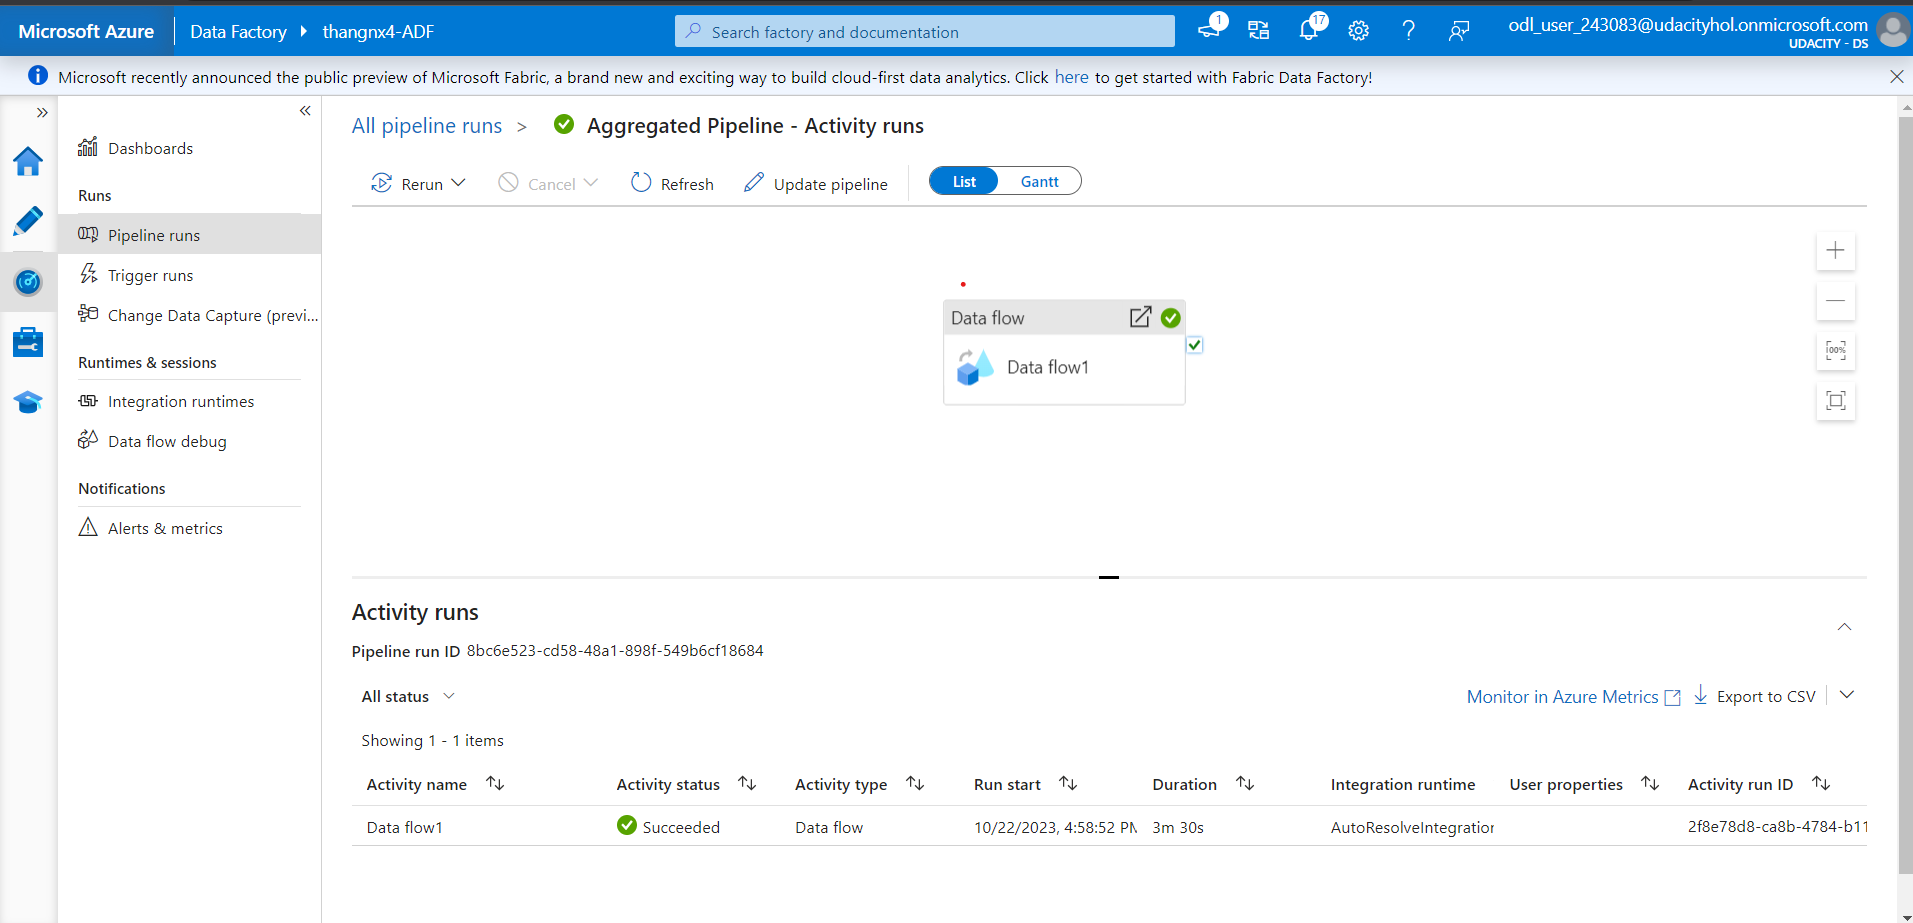 Microsoft Azure
Data Factory
thangnx4-ADF
Search factory and documentation
1
17
odl_user_243083@udacityhol.onmicrosoft.com
UDACITY - DS
Microsoft recently announced the public preview of Microsoft Fabric, a brand new and exciting way to build cloud-first data analytics. Click here to get started with Fabric Data Factory!
Dashboards
Runs
Pipeline runs
Trigger runs
Change Data Capture (previ...
Runtimes & sessions
Integration runtimes
Data flow debug
Notifications
Alerts & metrics
All pipeline runs > Aggregated Pipeline - Activity runs
Rerun
Cancel
Refresh
Update pipeline
List
Gantt
Data flow
Data flow1
100%
Activity runs
Pipeline run ID 8bc6e523-cd58-48a1-898f-549b6cf18684
All status
Monitor in Azure Metrics
Export to CSV
Showing 1 - 1 items
Activity name Activity status Activity type Run start Duration Integration runtime User properties Activity run ID
Data flow1 Succeeded Data flow 10/22/2023, 4:58:52 PM 3m 30s AutoResolveIntegration 2f8e78d8-ca8b-4784-b11